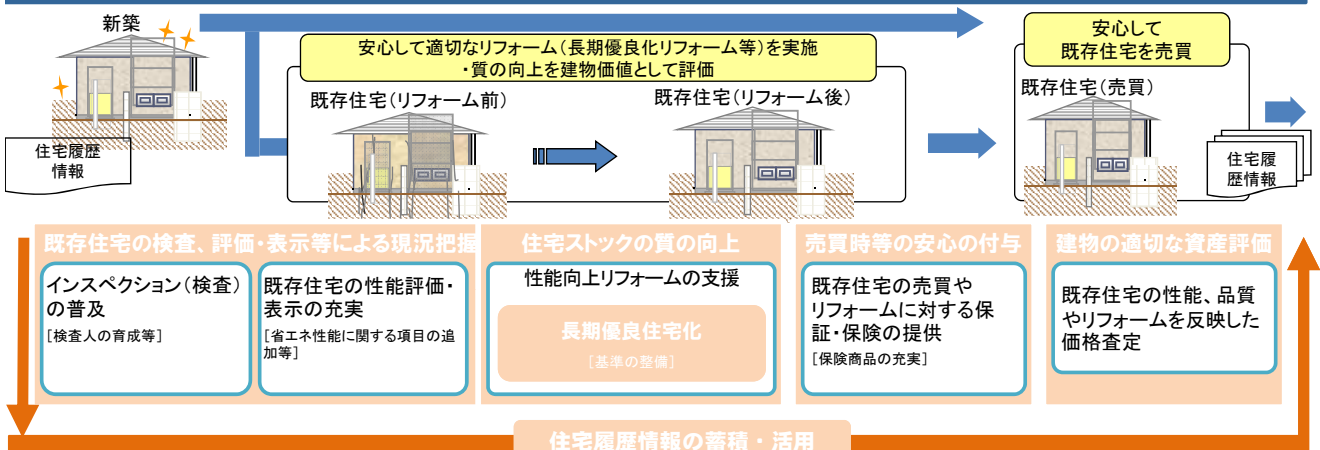 新築
住宅履歴
情報
安心して適切なリフォーム(長期優良化リフォーム等)を実施
・質の向上を建物価値として評価
既存住宅(リフォーム前)
既存住宅(リフォーム後)
安心して
既存住宅を売買
既存住宅(売買)
住宅履
歴情報
既存住宅の検査、評価・表示等による現況把握
インスペクション(検査)
の普及
[検査人の育成等]
既存住宅の性能評価・
表示の充実
[省エネ性能に関する項目の追
加等]
住宅ストックの質の向上
性能向上リフォームの支援
長期優良住宅化
[基準の整備]
売買時等の安心の付与
既存住宅の売買や
リフォームに対する保
証・保険の提供
[保険商品の充実]
建物の適切な資産評価
既存住宅の性能、品質
やリフォームを反映した
価格査定
住宅履歴情報の蓄積・活用